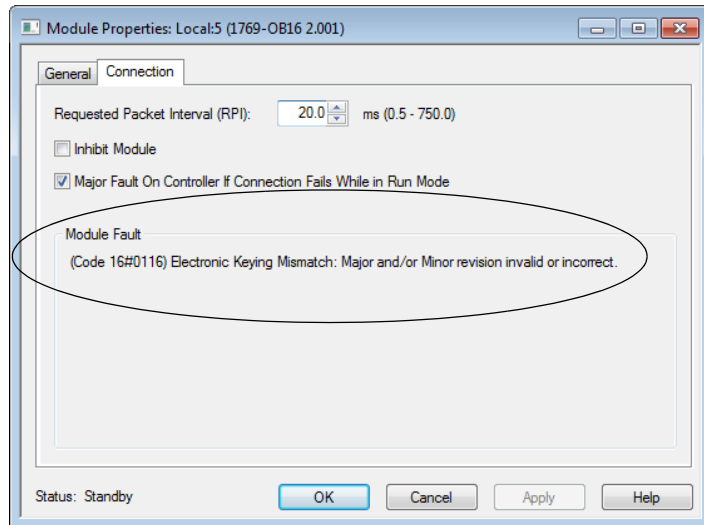 Module Properties: Local:5 (1769-OB16 2.001)
General Connection
Requested Packet Interval (RPI): 20.0 ms (0.5 - 750.0)
Inhibit Module
Major Fault On Controller If Connection Fails While in Run Mode
Module Fault
(Code 16#0116) Electronic Keying Mismatch: Major and/or Minor revision invalid or incorrect.
Status: Standby OK Cancel Apply Help